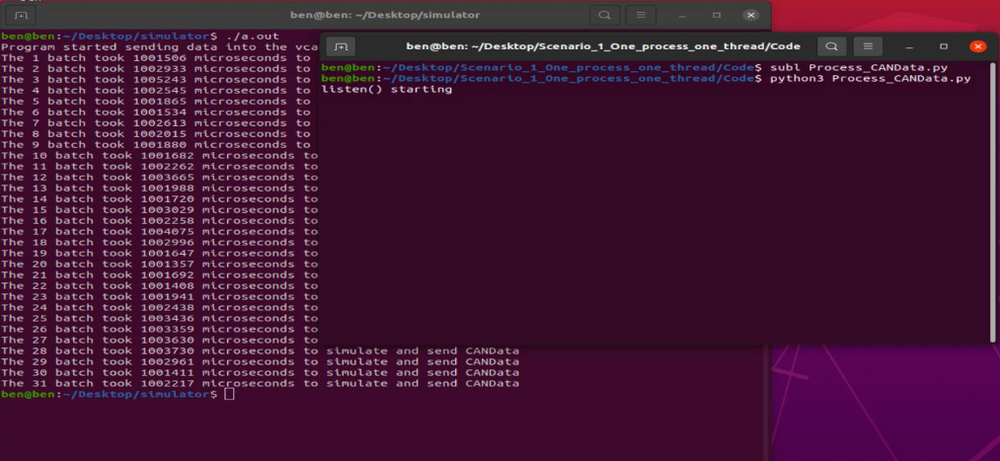 ben@ben: ~/Desktop/simulator
ben@ben:~/Desktop/simulator$ ./a.out
Program started sending data into the vca
The 1 batch took 1001506 microseconds to
The 2 batch took 1002933 microseconds to
The 3 batch took 1005243 microseconds to
The 4 batch took 1002545 microseconds to
The 5 batch took 1001865 microseconds to
The 6 batch took 1001534 microseconds to
The 7 batch took 1002613 microseconds to
The 8 batch took 1002015 microseconds to
The 9 batch took 1001880 microseconds to
The 10 batch took 1001682 microseconds to
The 11 batch took 1002262 microseconds to
The 12 batch took 1003665 microseconds to
The 13 batch took 1001988 microseconds to
The 14 batch took 1001720 microseconds to
The 15 batch took 1003029 microseconds to
The 16 batch took 1002258 microseconds to
The 17 batch took 1004075 microseconds to
The 18 batch took 1002996 microseconds to
The 19 batch took 1001647 microseconds to
The 20 batch took 1001357 microseconds to
The 21 batch took 1001692 microseconds to
The 22 batch took 1001408 microseconds to
The 23 batch took 1001941 microseconds to
The 24 batch took 1002438 microseconds to
The 25 batch took 1003436 microseconds to
The 26 batch took 1003359 microseconds to
The 27 batch took 1003630 microseconds to
The 28 batch took 1003730 microseconds to simulate and send CANData
The 29 batch took 1002961 microseconds to simulate and send CANData
The 30 batch took 1001411 microseconds to simulate and send CANData
The 31 batch took 1002217 microseconds to simulate and send CANData
ben@ben:~/Desktop/simulator$
ben@ben: ~/Desktop/Scenario_1_One_process_one_thread/Code
ben@ben:~/Desktop/Scenario_1_One_process_one_thread/Code$ subl Process_CANData.py
ben@ben:~/Desktop/Scenario_1_One_process_one_thread/Code$ python3 Process_CANData.py
listen() starting